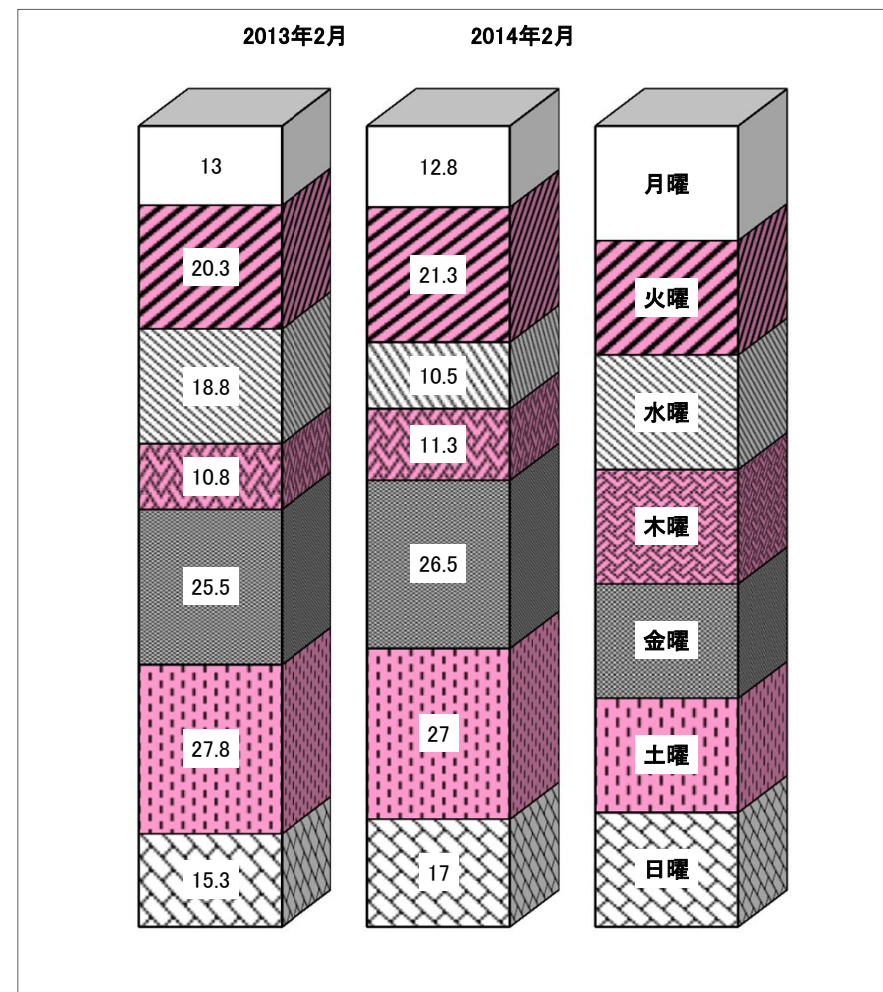 2013年2月 2014年2月
13 12.8 月曜
20.3 21.3 火曜
18.8 10.5 水曜
10.8 11.3 木曜
25.5 26.5 金曜
27.8 27 土曜
15.3 17 日曜